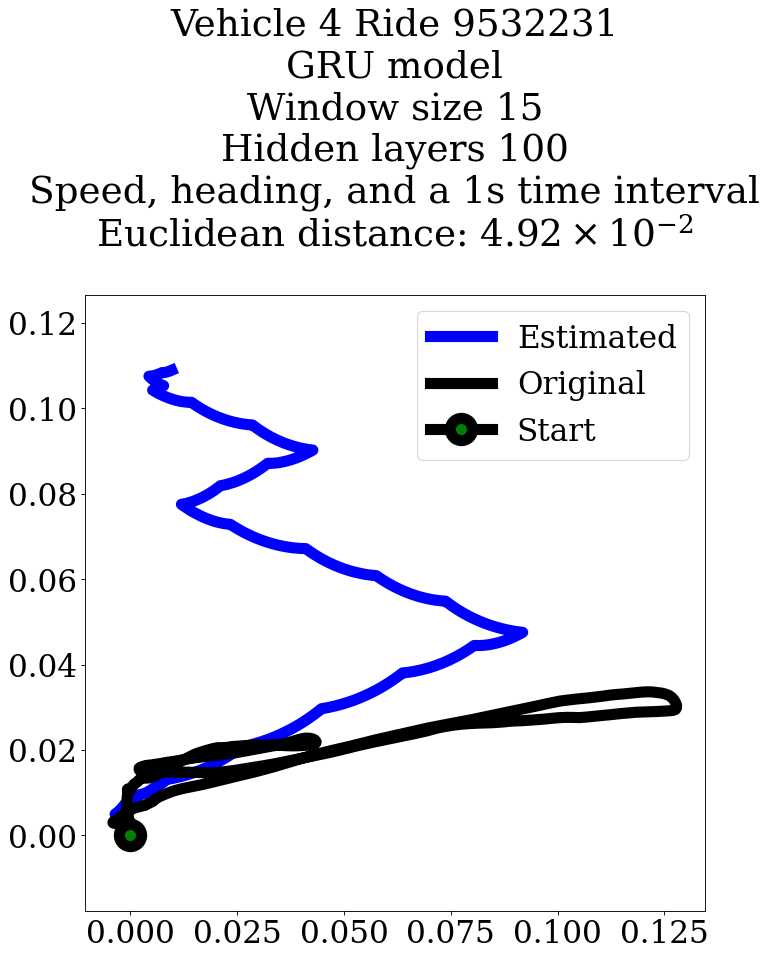 Vehicle 4 Ride 9532231
GRU model
Window size 15
Hidden layers 100
Speed, heading, and a 1s time interval
Euclidean distance: 4.92 × 10⁻²
Estimated
Original
Start
0.12
0.10
0.08
0.06
0.04
0.02
0.00
0.000 0.025 0.050 0.075 0.100 0.125